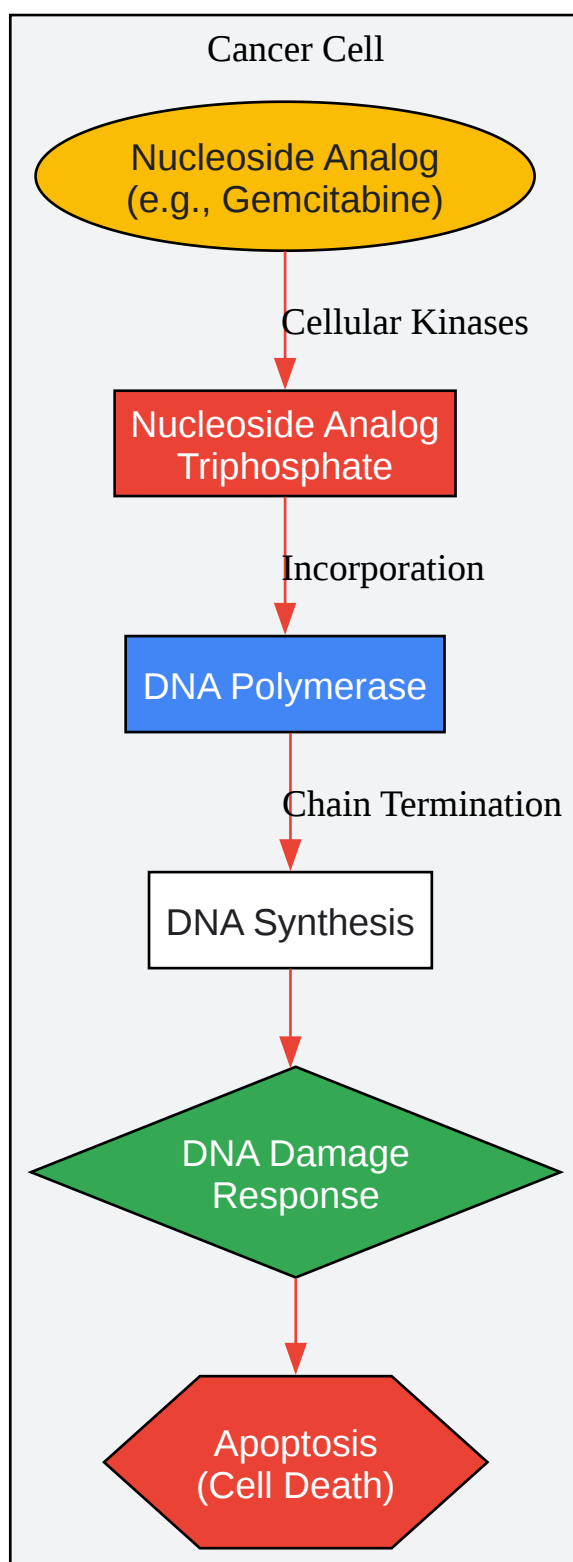 Cancer Cell
Nucleoside Analog
(e.g., Gemcitabine)
Cellular Kinases
Nucleoside Analog
Triphosphate
Incorporation
DNA Polymerase
Chain Termination
DNA Synthesis
DNA Damage
Response
Apoptosis
(Cell Death)